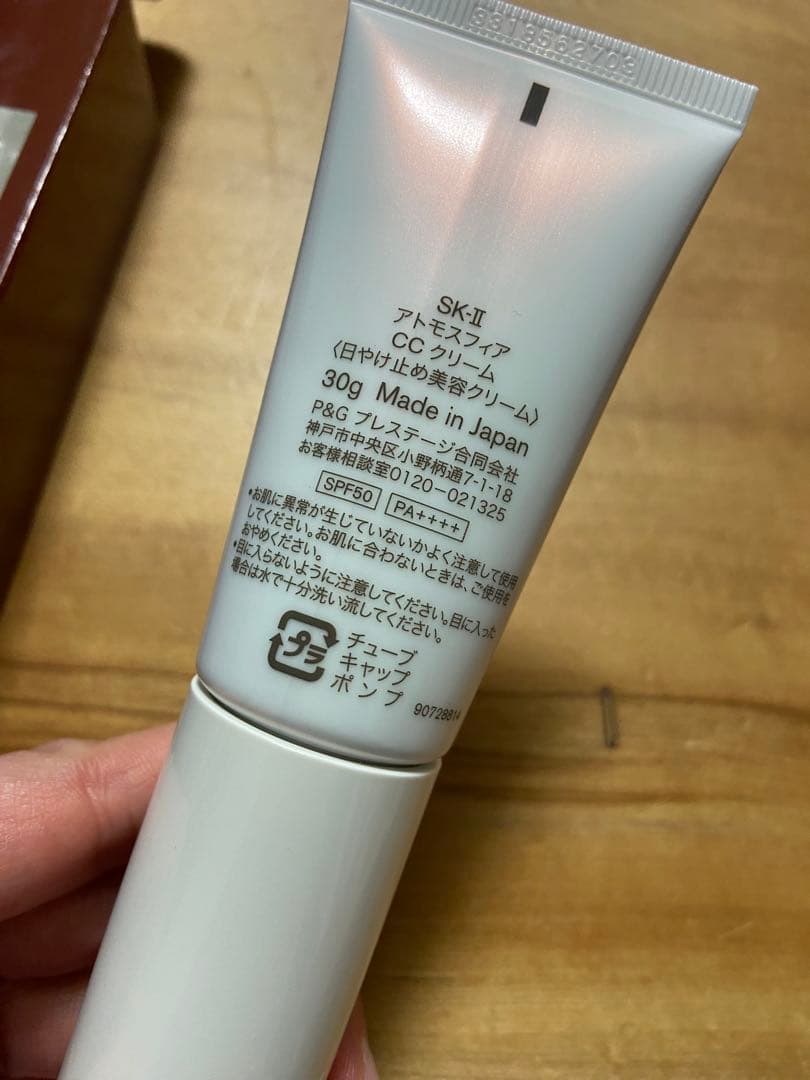 3313562703
SK-II
アトモスフィア
CC クリーム
〈日やけ止め美容クリーム〉
30g Made in Japan
P&G プレステージ合同会社
神戸市中央区小野柄通7-1-18
お客様相談室0120-021325
SPF50 PA++++
•お肌に異常が生じていないかよく注意して使用
してください。お肌に合わないときは、ご使用を
おやめください。
•目に入らないように注意してください。目に入った
場合は水で十分洗い流してください。
プラ
チューブ
キャップ
ポンプ
90728814